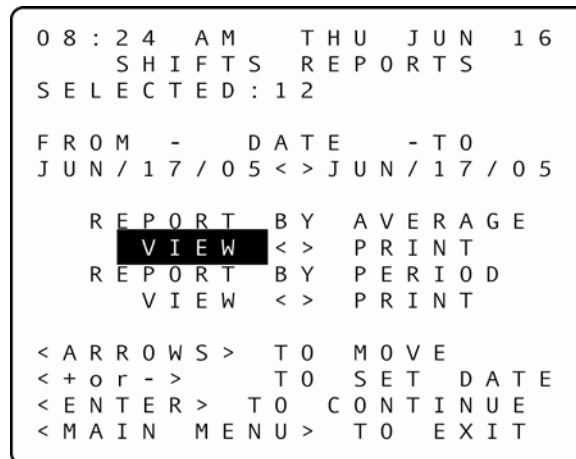 08:24 AM THU JUN 16
SHIFTS REPORTS
SELECTED:12
FROM - DATE -TO
JUN/17/05<>JUN/17/05
REPORT BY AVERAGE
VIEW <> PRINT
REPORT BY PERIOD
VIEW <> PRINT
<ARROWS> TO MOVE
<+or-> TO SET DATE
<ENTER> TO CONTINUE
<MAIN MENU> TO EXIT